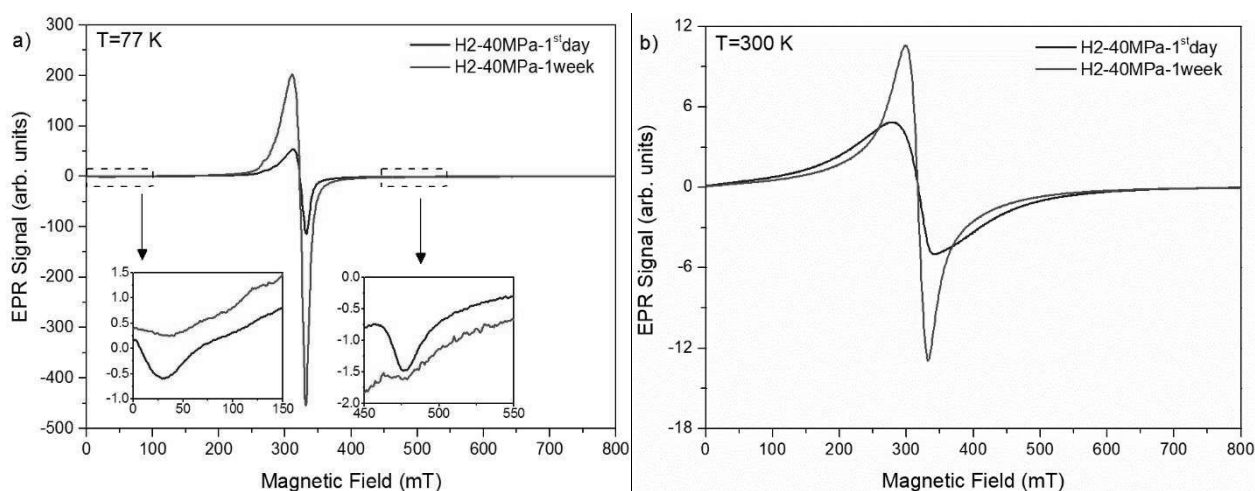 a)
T=77 K
H2-40MPa-1st day
H2-40MPa-1week
EPR Signal (arb. units)
300
200
100
0
-100
-200
-300
-400
-500
1.5
1.0
0.5
0.0
-0.5
-1.0
0 50 100 150
0.0
-0.5
-1.0
-1.5
-2.0
450 500 550
0 100 200 300 400 500 600 700 800
Magnetic Field (mT)
b)
T=300 K
H2-40MPa-1st day
H2-40MPa-1week
EPR Signal (arb. units)
12
6
0
-6
-12
-18
0 100 200 300 400 500 600 700 800
Magnetic Field (mT)